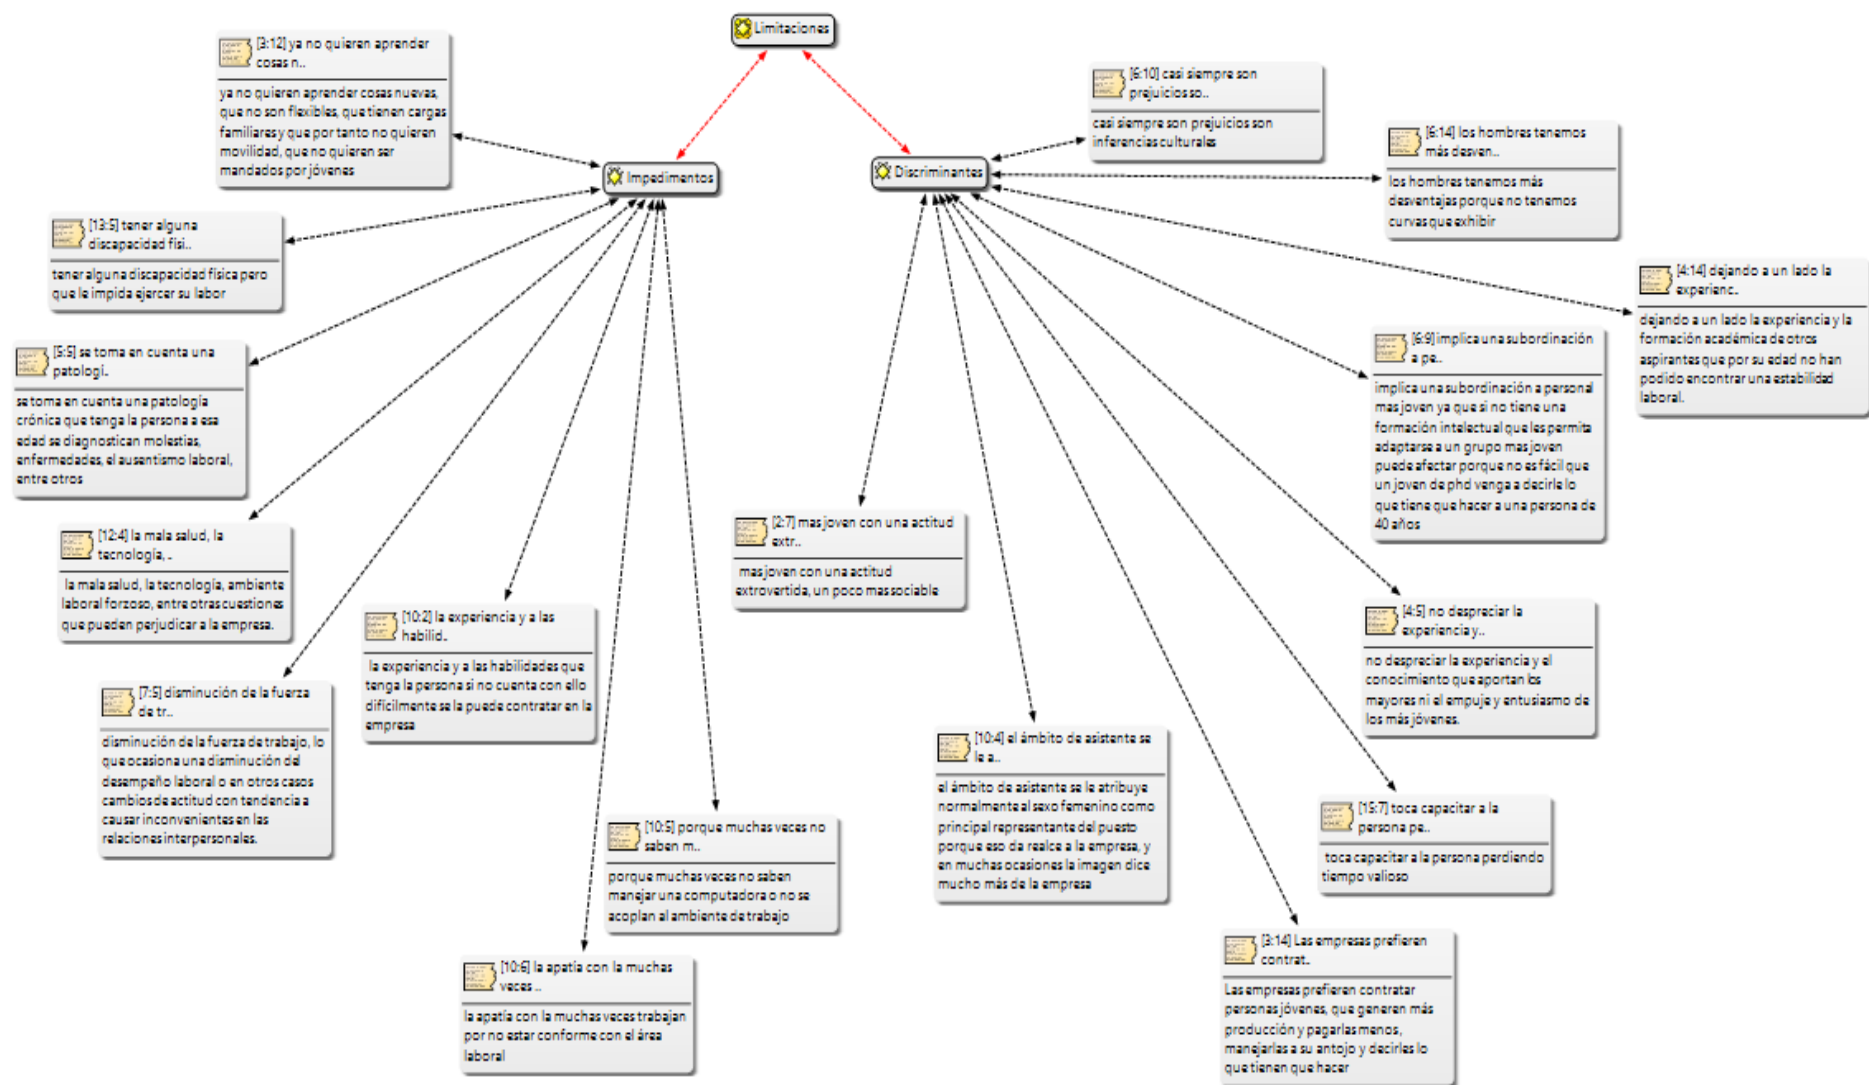 Limitaciones
[3:12] ya no quieren aprender
cosas n..
ya no quieren aprender cosas nuevas,
que no son flexibles, que tienen cargas
familiares y que por tanto no quieren
movilidad, que no quieren ser
mandados por jóvenes
[6:10] casi siempre son
prejuicios so..
casi siempre son prejuicios son
inferencias culturales
[6:14] los hombres tenemos
más desven..
los hombres tenemos más
desventajas porque no tenemos
curvas que exhibir
Impedimentos
Discriminantes
[13:5] tener alguna
discapacidad físi..
tener alguna discapacidad física pero
que le impida ejercer su labor
[4:14] dejando a un lado la
experienc..
dejando a un lado la experiencia y la
formación académica de otros
aspirantes que por su edad no han
podido encontrar una estabilidad
laboral.
[5:5] se toma en cuenta una
patologí..
se toma en cuenta una patología
crónica que tenga la persona a esa
edad se diagnostican molestias,
enfermedades, el ausentismo laboral,
entre otros
[6:9] implica una subordinación
a pe..
implica una subordinación a personal
mas joven ya que si no tiene una
formación intelectual que les permita
adaptarse a un grupo mas joven
puede afectar porque no es fácil que
un joven de phd venga a decirle lo
que tiene que hacer a una persona de
40 años
[12:4] la mala salud, la
tecnología, ..
la mala salud, la tecnología, ambiente
laboral forzoso, entre otras cuestiones
que pueden perjudicar a la empresa.
[2:7] mas joven con una actitud
extr..
mas joven con una actitud
extrovertida, un poco mas sociable
[10:2] la experiencia y a las
habilid..
la experiencia y a las habilidades que
tenga la persona si no cuenta con ello
difícilmente se la puede contratar en la
empresa
[4:5] no despreciar la
experiencia y..
no despreciar la experiencia y el
conocimiento que aportan los
mayores ni el empuje y entusiasmo de
los más jóvenes.
[7:5] disminución de la fuerza
de tr..
disminución de la fuerza de trabajo, lo
que ocasiona una disminución del
desempeño laboral o en otros casos
cambios de actitud con tendencia a
causar inconvenientes en las
relaciones interpersonales.
[10:4] el ámbito de asistente se
le a..
el ámbito de asistente se le atribuye
normalmente al sexo femenino como
principal representante del puesto
porque eso da realce a la empresa, y
en muchas ocasiones la imagen dice
mucho más de la empresa
[15:7] toca capacitar a la
persona pe..
toca capacitar a la persona perdiendo
tiempo valioso
[10:5] porque muchas veces no
saben m..
porque muchas veces no saben
manejar una computadora o no se
acoplan al ambiente de trabajo
[10:6] la apatía con la muchas
veces ..
la apatía con la muchas veces trabajan
por no estar conforme con el área
laboral
[3:14] Las empresas prefieren
contrat..
Las empresas prefieren contratar
personas jóvenes, que generen más
producción y pagarlas menos,
manejarlas a su antojo y decirles lo
que tienen que hacer